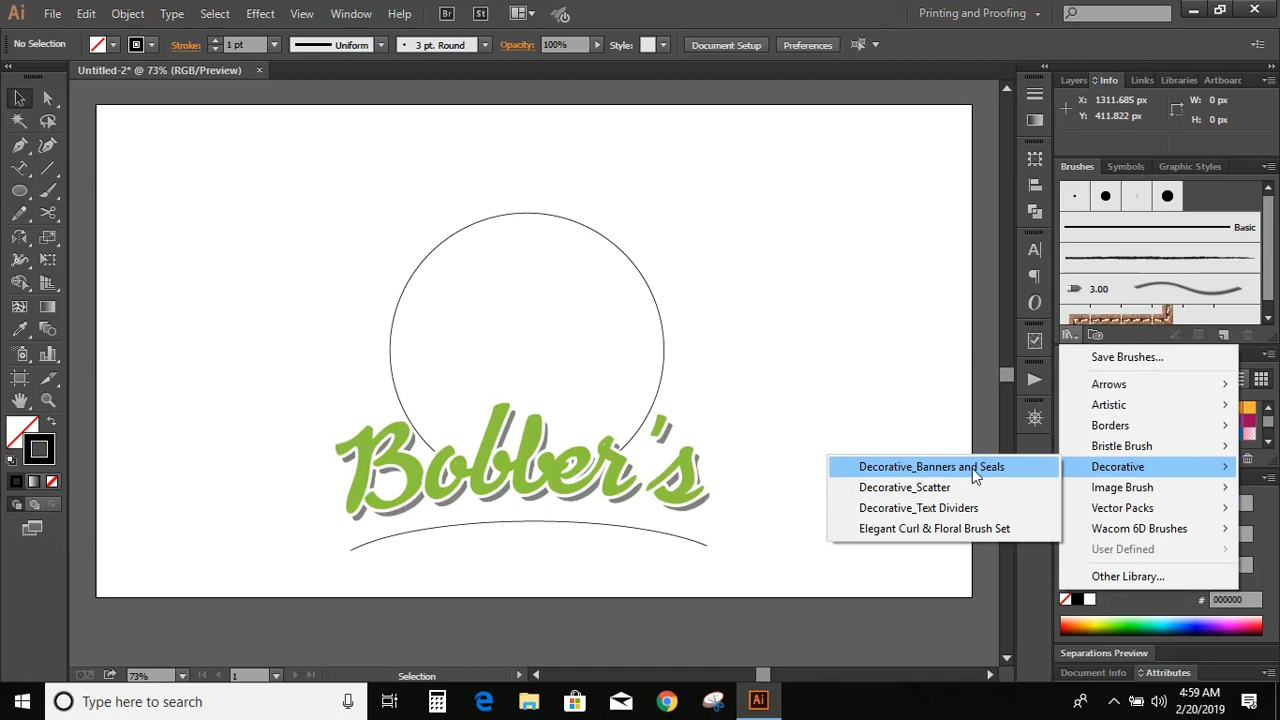 Ai File Edit Object Type Select Effect View Window Help Br St Printing and Proofing
No Selection Stroke: 1 pt Uniform 3 pt. Round Opacity: 100% Style: Document Setup Preferences
Untitled-2* @ 73% (RGB/Preview)
Layers Info Links Libraries Artboarc
X: 1311.685 px W: 0 px
Y: 411.822 px H: 0 px
Brushes Symbols Graphic Styles
Basic
3.00
Save Brushes...
Arrows
Artistic
Borders
Bristle Brush
Decorative
Image Brush
Vector Packs
Wacom 6D Brushes
User Defined
Other Library...
Decorative_Banners and Seals
Decorative_Scatter
Decorative_Text Dividers
Elegant Curl & Floral Brush Set
Bobber's
# 000000
Separations Preview
Document Info Attributes
73% 1 Selection
Type here to search Ai
4:59 AM
2/20/2019